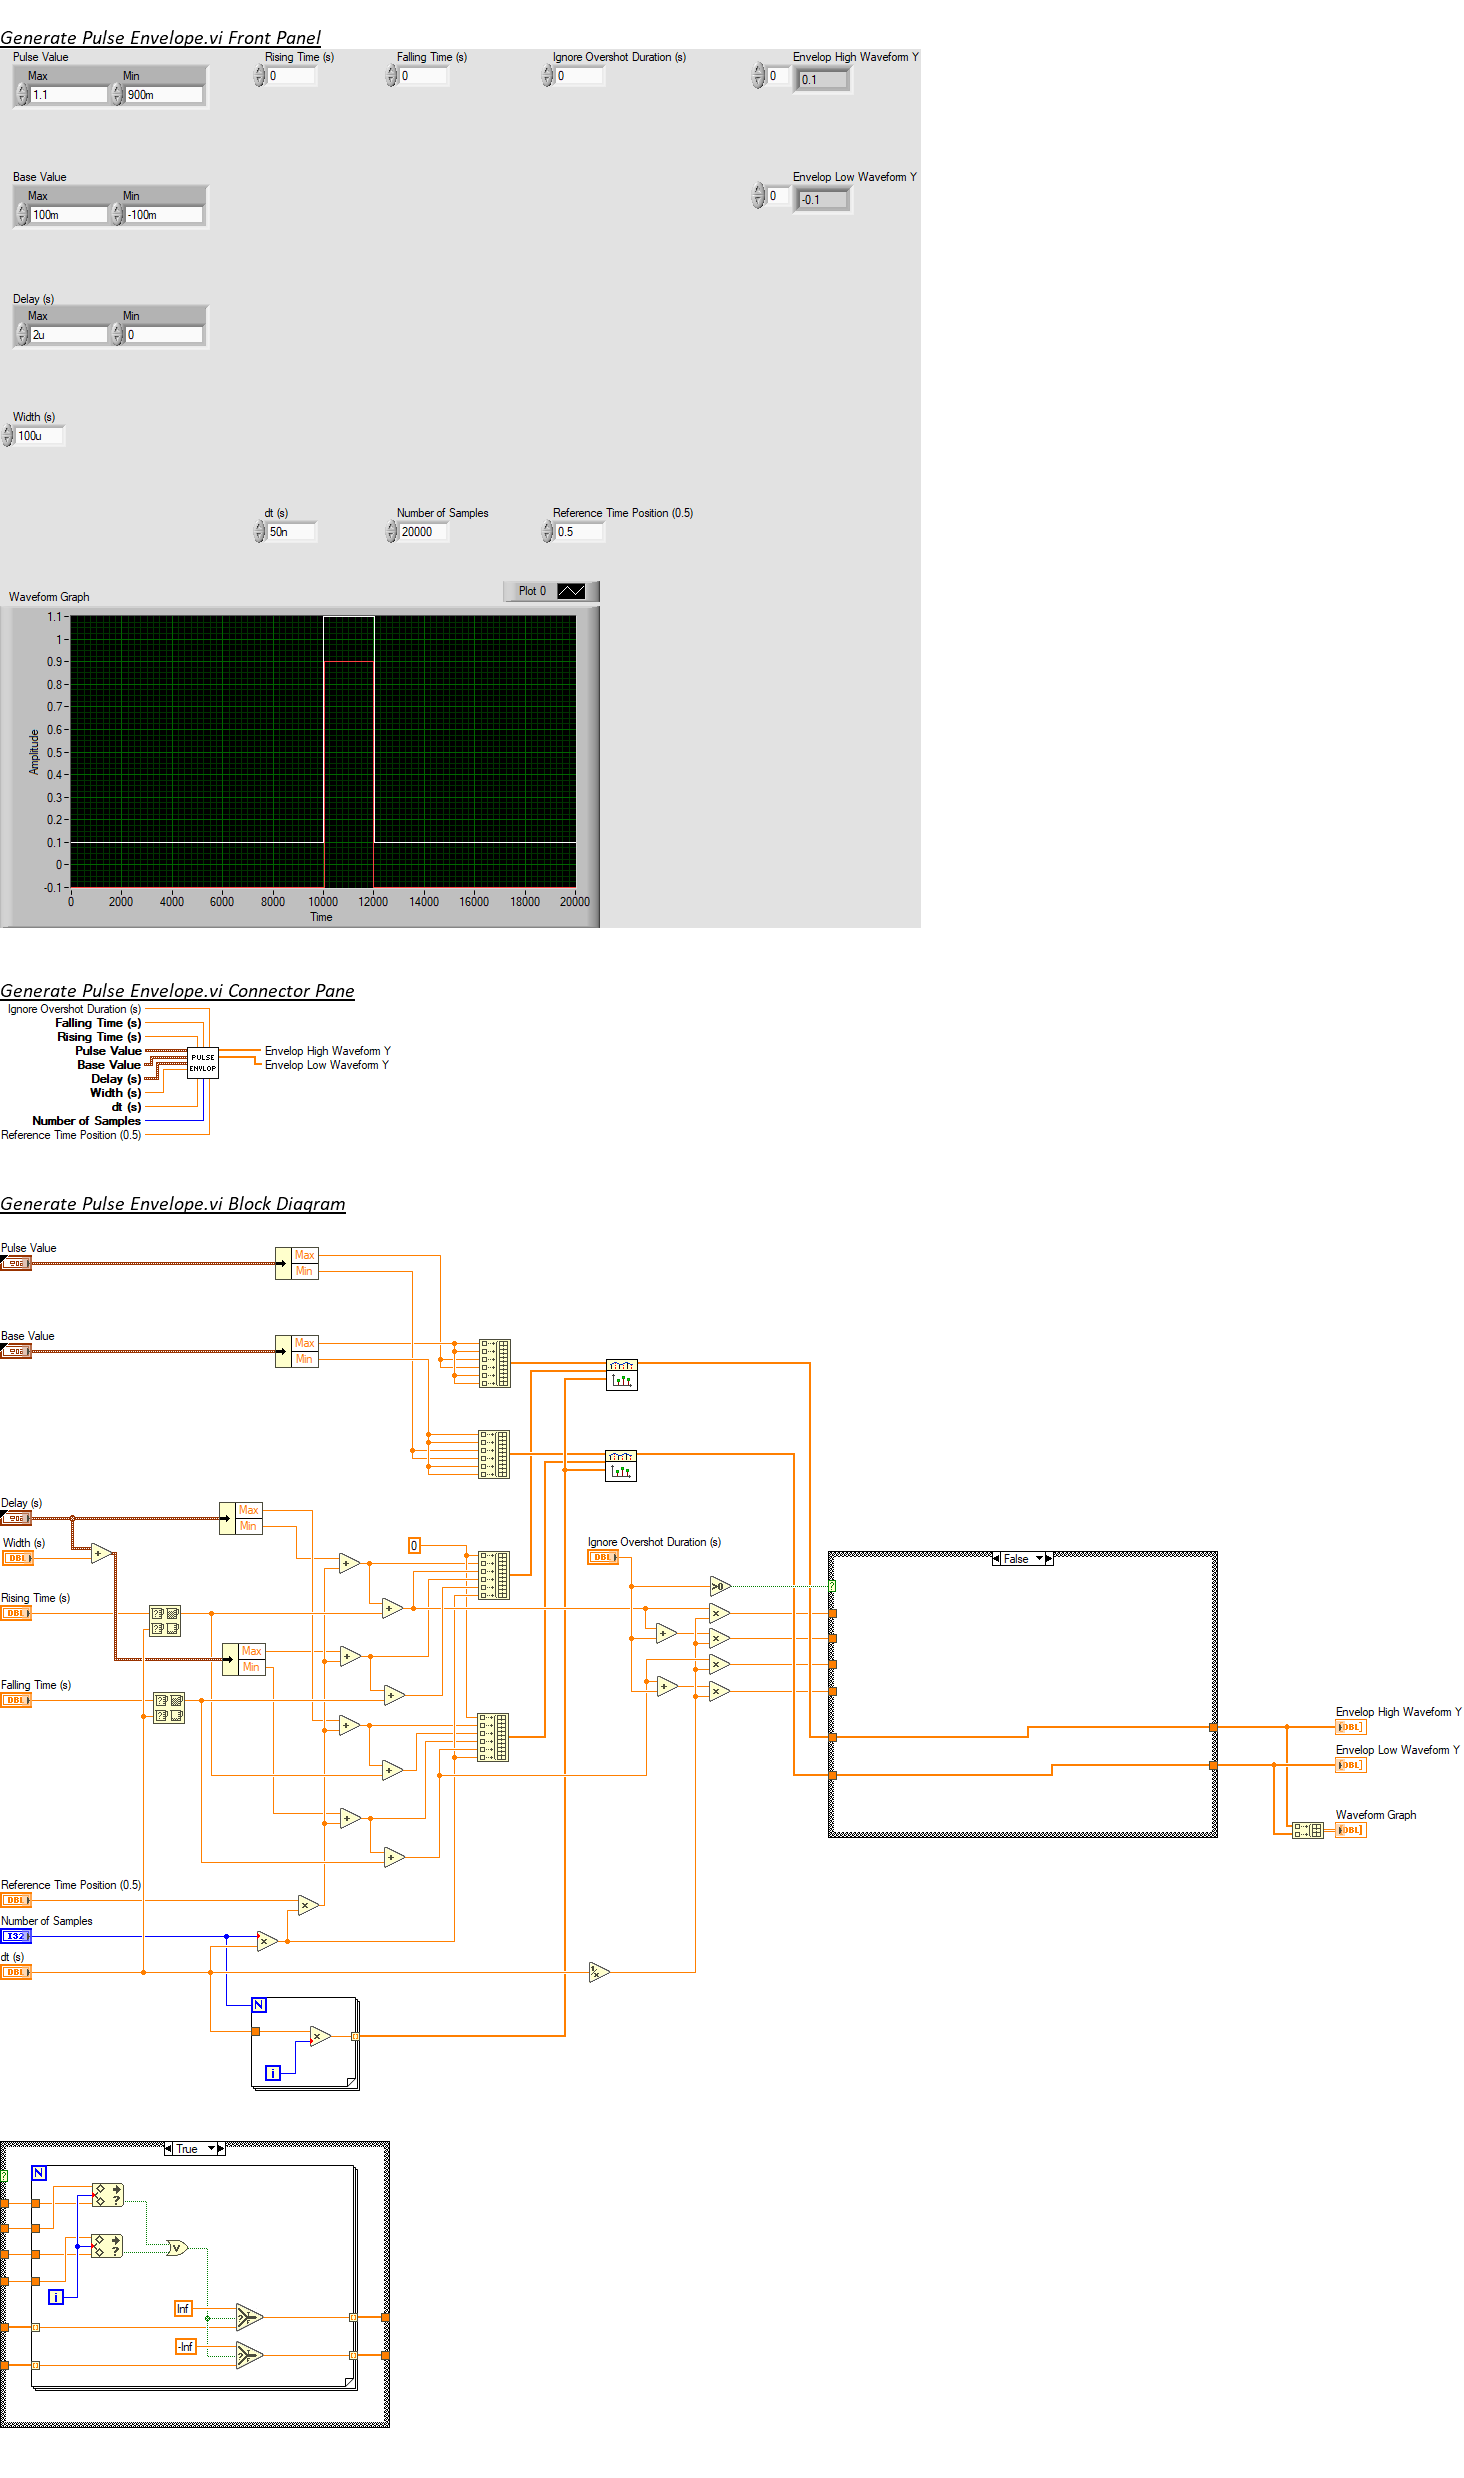 Generate Pulse Envelope.vi Front Panel
Pulse Value Rising Time (s) Falling Time (s) Ignore Overshot Duration (s) Envelop High Waveform Y
Max Min
1.1 900m 0 0 0 0 0.1
Base Value Envelop Low Waveform Y
Max Min
100m -100m 0 -0.1
Delay (s)
Max Min
2u 0
Width (s)
100u
dt (s) Number of Samples Reference Time Position (0.5)
50n 20000 0.5
Waveform Graph Plot 0
1.1
1
0.9
0.8
0.7
0.6
0.5
0.4
0.3
0.2
0.1
0
-0.1
Amplitude
0 2000 4000 6000 8000 10000 12000 14000 16000 18000 20000
Time
Generate Pulse Envelope.vi Connector Pane
Ignore Overshot Duration (s)
Falling Time (s)
Rising Time (s)
Pulse Value
Base Value
Delay (s)
Width (s)
dt (s)
Number of Samples
Reference Time Position (0.5)
PULSE
ENVLOP
Envelop High Waveform Y
Envelop Low Waveform Y
Generate Pulse Envelope.vi Block Diagram
Pulse Value
Max
Min
Base Value
Max
Min
Delay (s)
Max
Min
Width (s)
DBL
0
Ignore Overshot Duration (s)
DBL
False
>0
Rising Time (s)
DBL
Max
Min
Falling Time (s)
DBL
Envelop High Waveform Y
DBL
Envelop Low Waveform Y
DBL
Waveform Graph
DBL
Reference Time Position (0.5)
DBL
Number of Samples
I32
dt (s)
DBL
N
i
True
N
i
Inf
-Inf